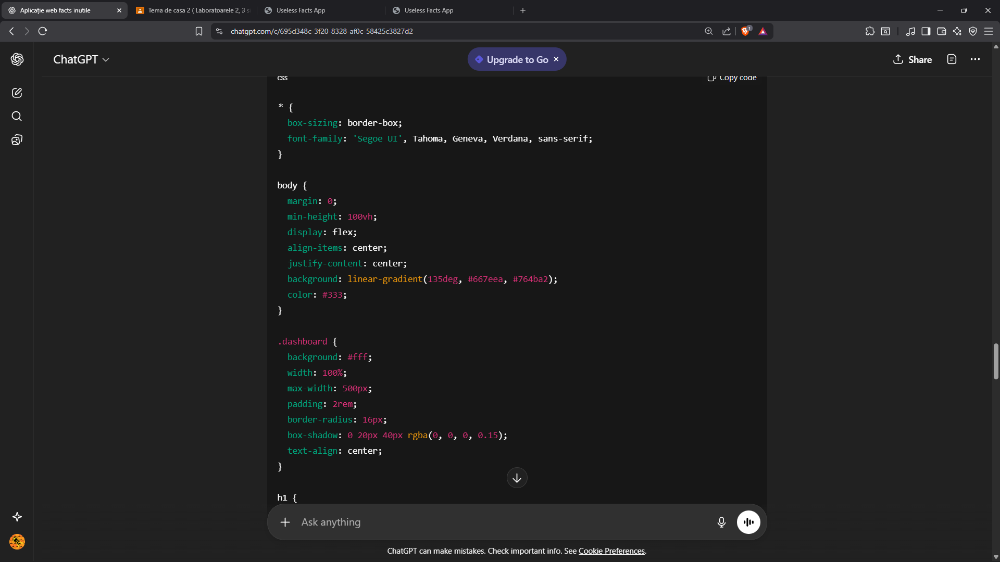 Aplicație web facts inutile
Tema de casa 2 ( Laboratoarele 2, 3 și
Useless Facts App
Useless Facts App
chatgpt.com/c/695d348c-3f20-8328-af0c-58425c3827d2
1
ChatGPT
Upgrade to Go
Share
css
Copy code
* {
  box-sizing: border-box;
  font-family: 'Segoe UI', Tahoma, Geneva, Verdana, sans-serif;
}
body {
  margin: 0;
  min-height: 100vh;
  display: flex;
  align-items: center;
  justify-content: center;
  background: linear-gradient(135deg, #667eea, #764ba2);
  color: #333;
}
.dashboard {
  background: #fff;
  width: 100%;
  max-width: 500px;
  padding: 2rem;
  border-radius: 16px;
  box-shadow: 0 20px 40px rgba(0, 0, 0, 0.15);
  text-align: center;
}
h1 {
Ask anything
ChatGPT can make mistakes. Check important info. See Cookie Preferences.